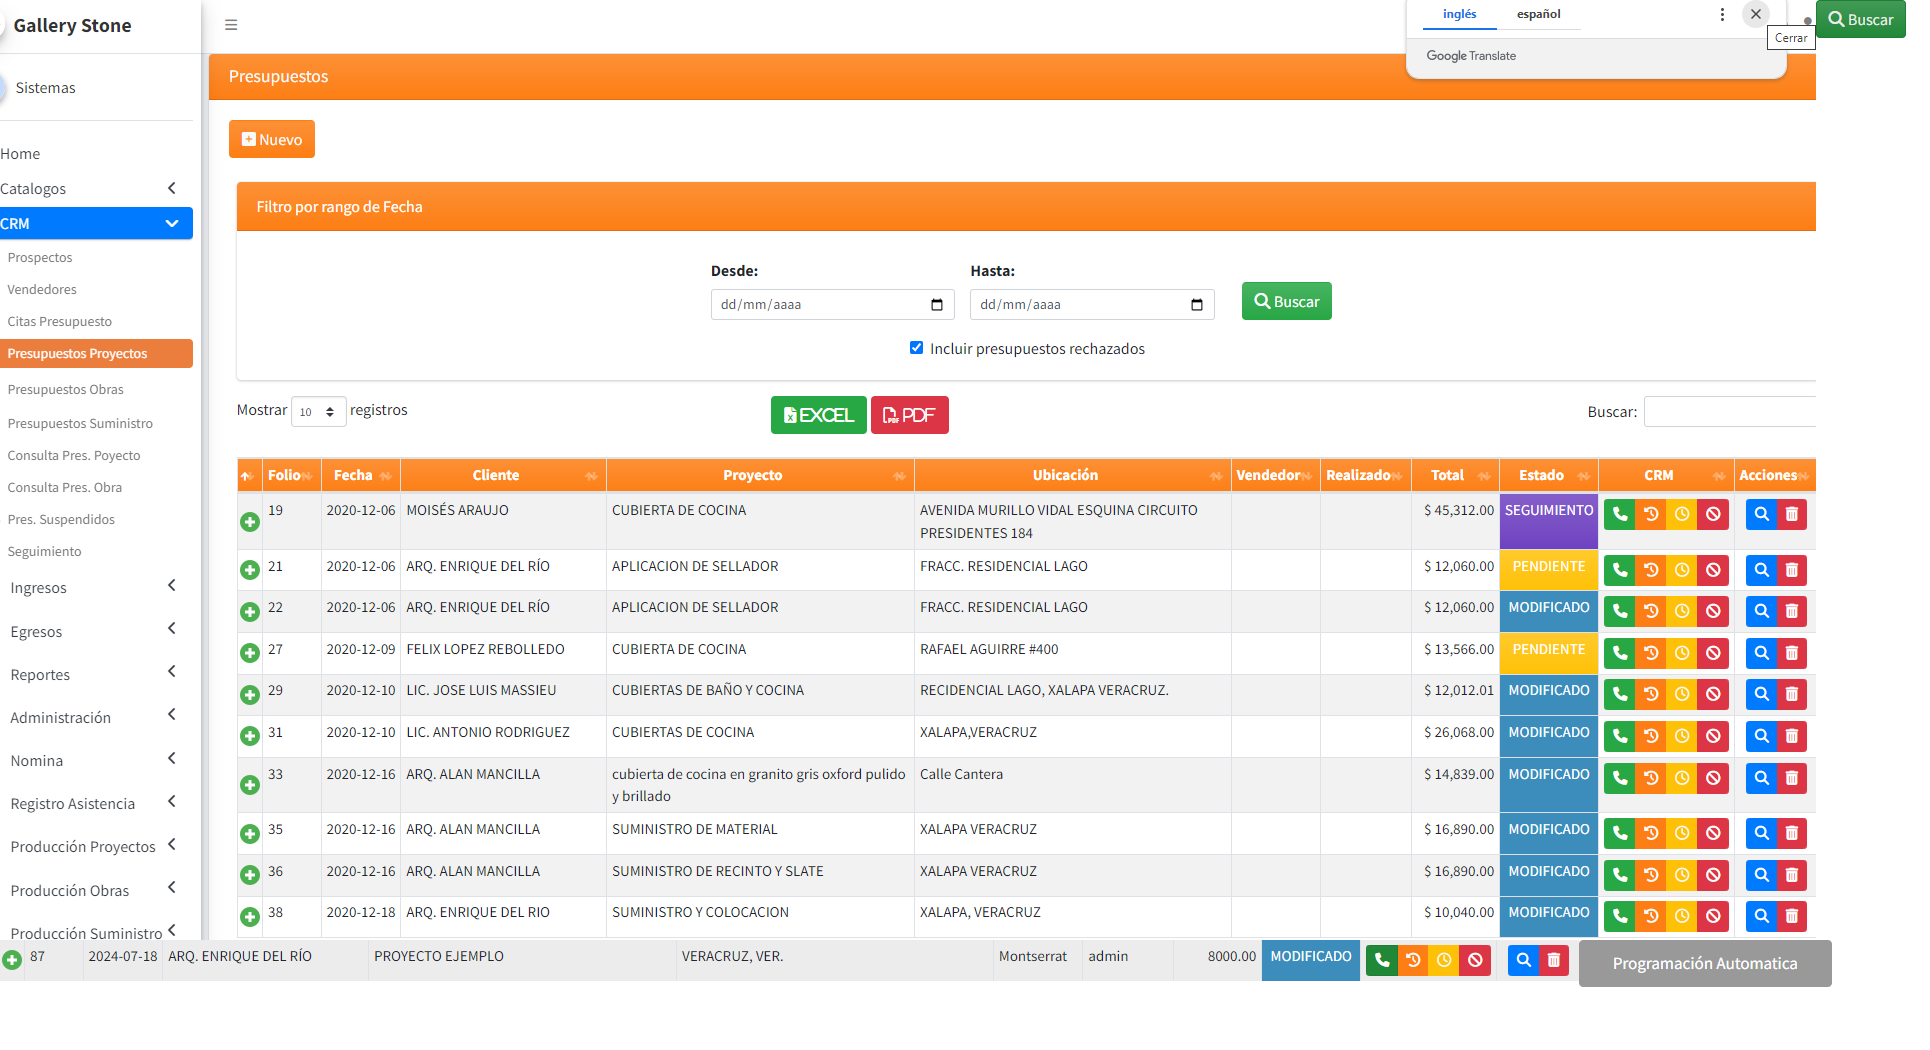 Gallery Stone
inglés español
Buscar
Cerrar
Google Translate
Presupuestos
Sistemas
Nuevo
Home
Catalogos
CRM
Prospectos
Vendedores
Citas Presupuesto
Presupuestos Proyectos
Presupuestos Obras
Presupuestos Suministro
Consulta Pres. Poyecto
Consulta Pres. Obra
Pres. Suspendidos
Seguimiento
Ingresos
Egresos
Reportes
Administración
Nomina
Registro Asistencia
Producción Proyectos
Producción Obras
Producción Suministro
Filtro por rango de Fecha
Desde: Hasta:
dd/mm/aaaa dd/mm/aaaa Buscar
Incluir presupuestos rechazados
Mostrar 10 registros EXCEL PDF Buscar:
Folio Fecha Cliente Proyecto Ubicación Vendedor Realizado Total Estado CRM Acciones
19 2020-12-06 MOISÉS ARAUJO CUBIERTA DE COCINA AVENIDA MURILLO VIDAL ESQUINA CIRCUITO $ 45,312.00 SEGUIMIENTO
PRESIDENTES 184
21 2020-12-06 ARQ. ENRIQUE DEL RÍO APLICACION DE SELLADOR FRACC. RESIDENCIAL LAGO $ 12,060.00 PENDIENTE
22 2020-12-06 ARQ. ENRIQUE DEL RÍO APLICACION DE SELLADOR FRACC. RESIDENCIAL LAGO $ 12,060.00 MODIFICADO
27 2020-12-09 FELIX LOPEZ REBOLLEDO CUBIERTA DE COCINA RAFAEL AGUIRRE #400 $ 13,566.00 PENDIENTE
29 2020-12-10 LIC. JOSE LUIS MASSIEU CUBIERTAS DE BAÑO Y COCINA RECIDENCIAL LAGO, XALAPA VERACRUZ. $ 12,012.01 MODIFICADO
31 2020-12-10 LIC. ANTONIO RODRIGUEZ CUBIERTAS DE COCINA XALAPA,VERACRUZ $ 26,068.00 MODIFICADO
33 2020-12-16 ARQ. ALAN MANCILLA cubierta de cocina en granito gris oxford pulido Calle Cantera $ 14,839.00 MODIFICADO
y brillado
35 2020-12-16 ARQ. ALAN MANCILLA SUMINISTRO DE MATERIAL XALAPA VERACRUZ $ 16,890.00 MODIFICADO
36 2020-12-16 ARQ. ALAN MANCILLA SUMINISTRO DE RECINTO Y SLATE XALAPA VERACRUZ $ 16,890.00 MODIFICADO
38 2020-12-18 ARQ. ENRIQUE DEL RIO SUMINISTRO Y COLOCACION XALAPA, VERACRUZ $ 10,040.00 MODIFICADO
87 2024-07-18 ARQ. ENRIQUE DEL RÍO PROYECTO EJEMPLO VERACRUZ, VER. Montserrat admin 8000.00 MODIFICADO Programación Automatica